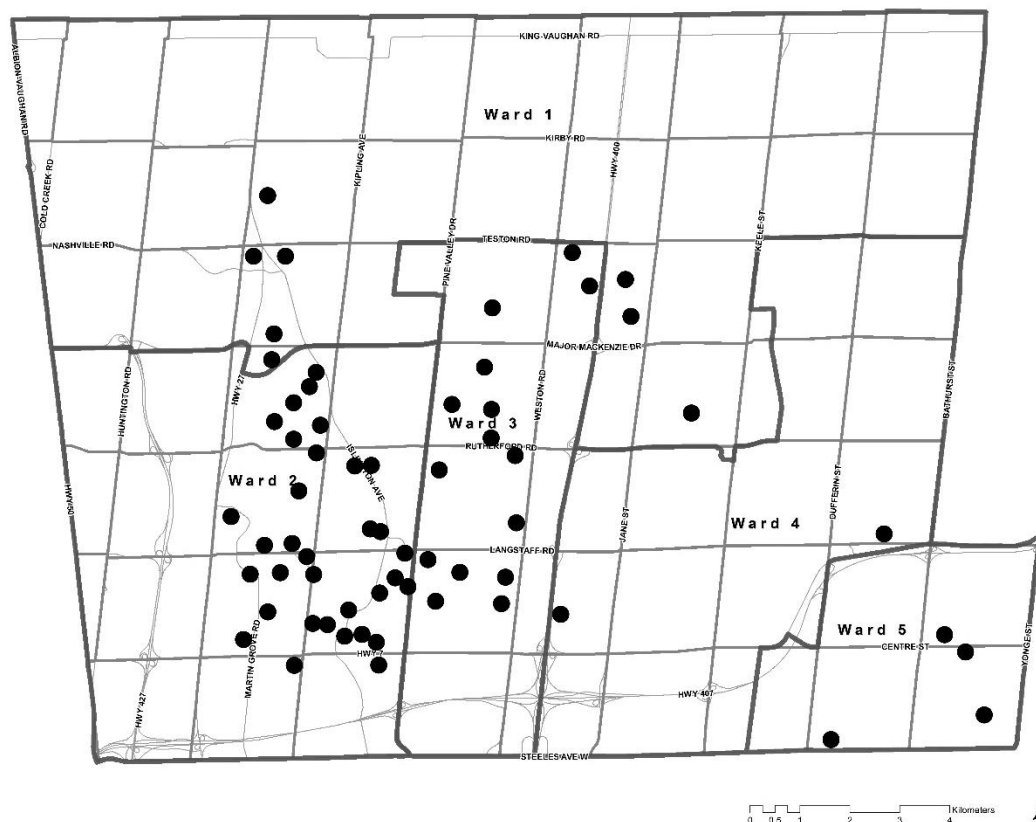 KING-VAUGHAN RD
ALBION-VAUGHAN RD
Ward 1
KIRBY RD
HWY 400
KIPLING AVE
COLD CREEK RD
PINE VALLEY DR
KEELE ST
NASHVILLE RD
TESTON RD
MAJOR MACKENZIE DR
HUNTINGTON RD
HWY 27
WESTON RD
BATHURST ST
Ward 3
RUTHERFORD RD
ISLINGTON AVE
Ward 2
HWY 50
JANE ST
DUFFERIN ST
Ward 4
LANGSTAFF RD
Ward 5
CENTRE ST
YONGE ST
MARTIN GROVE RD
HWY 7
HWY 427
HWY 407
STEELES AVE W
Kilometers
0 0.5 1 2 3 4